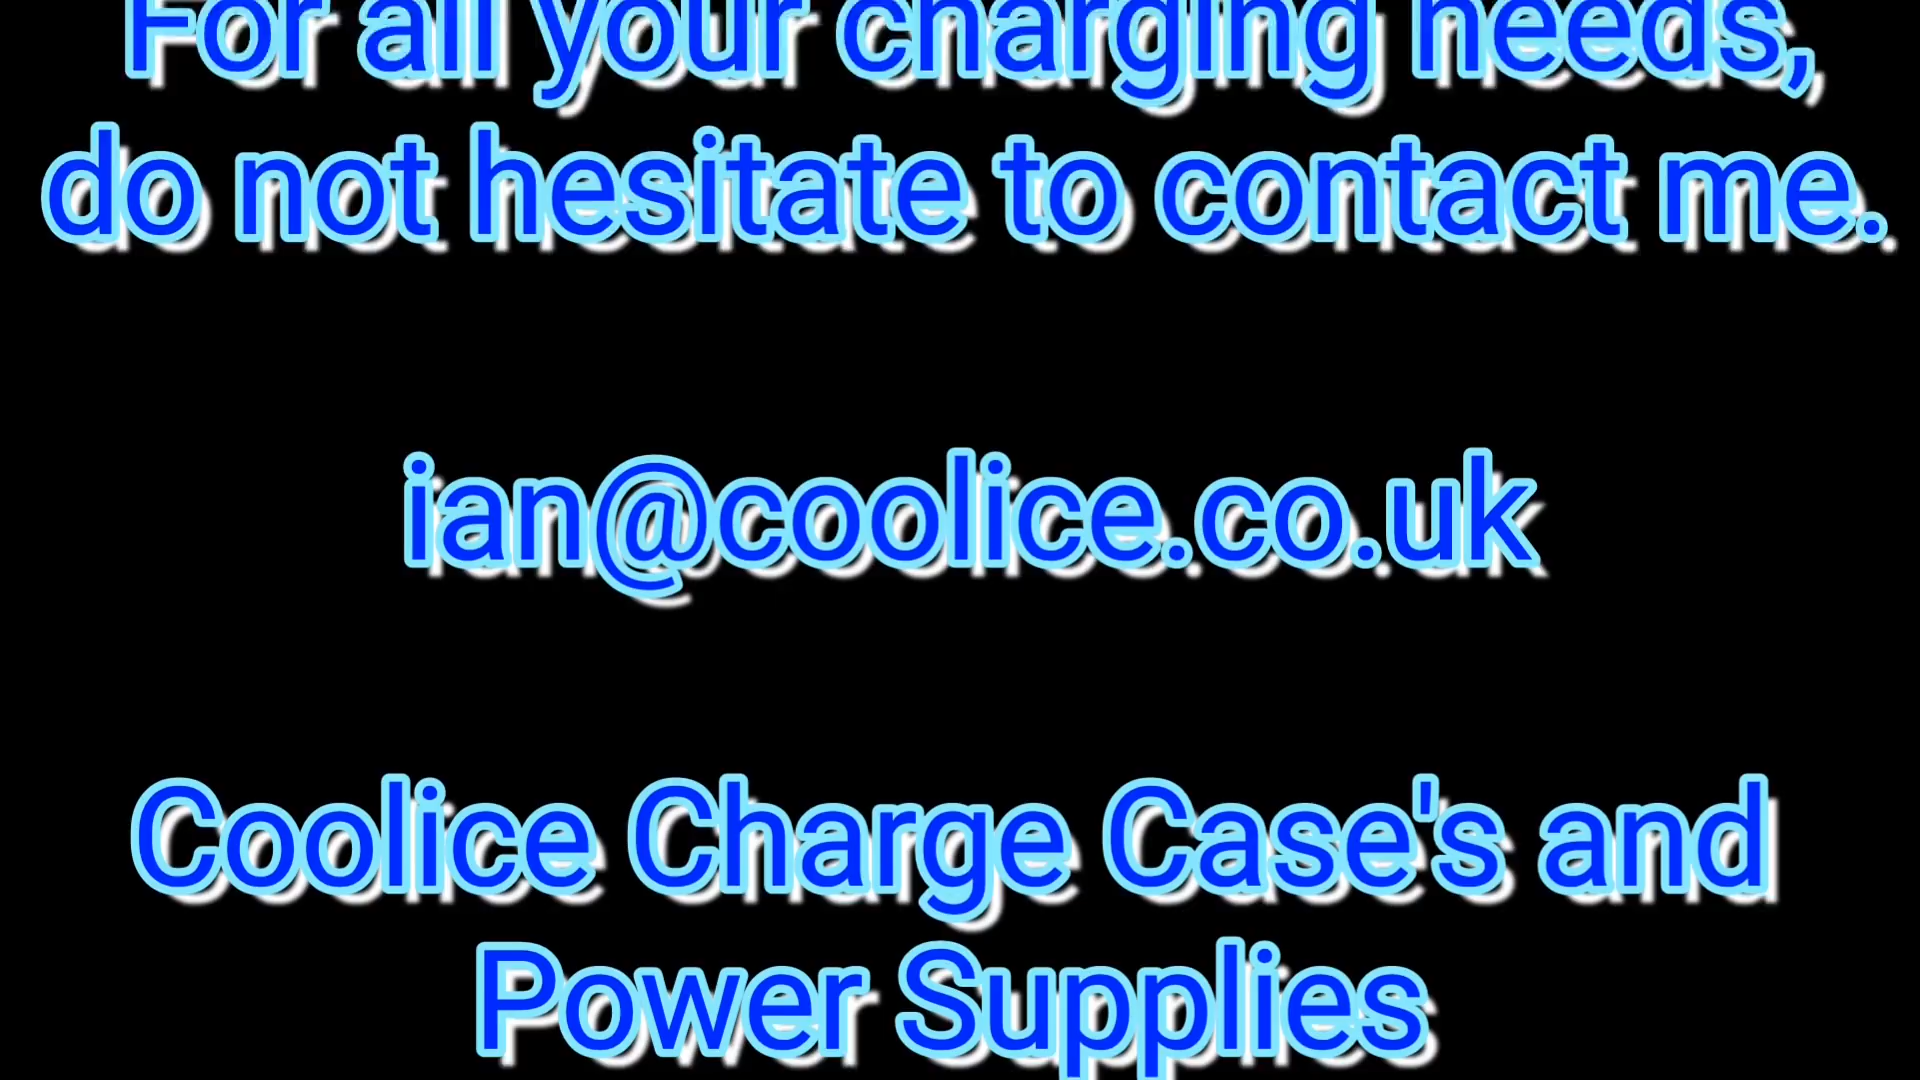 For all your charging needs,
do not hesitate to contact me.
ian@coolice.co.uk
Coolice Charge Case's and
Power Supplies